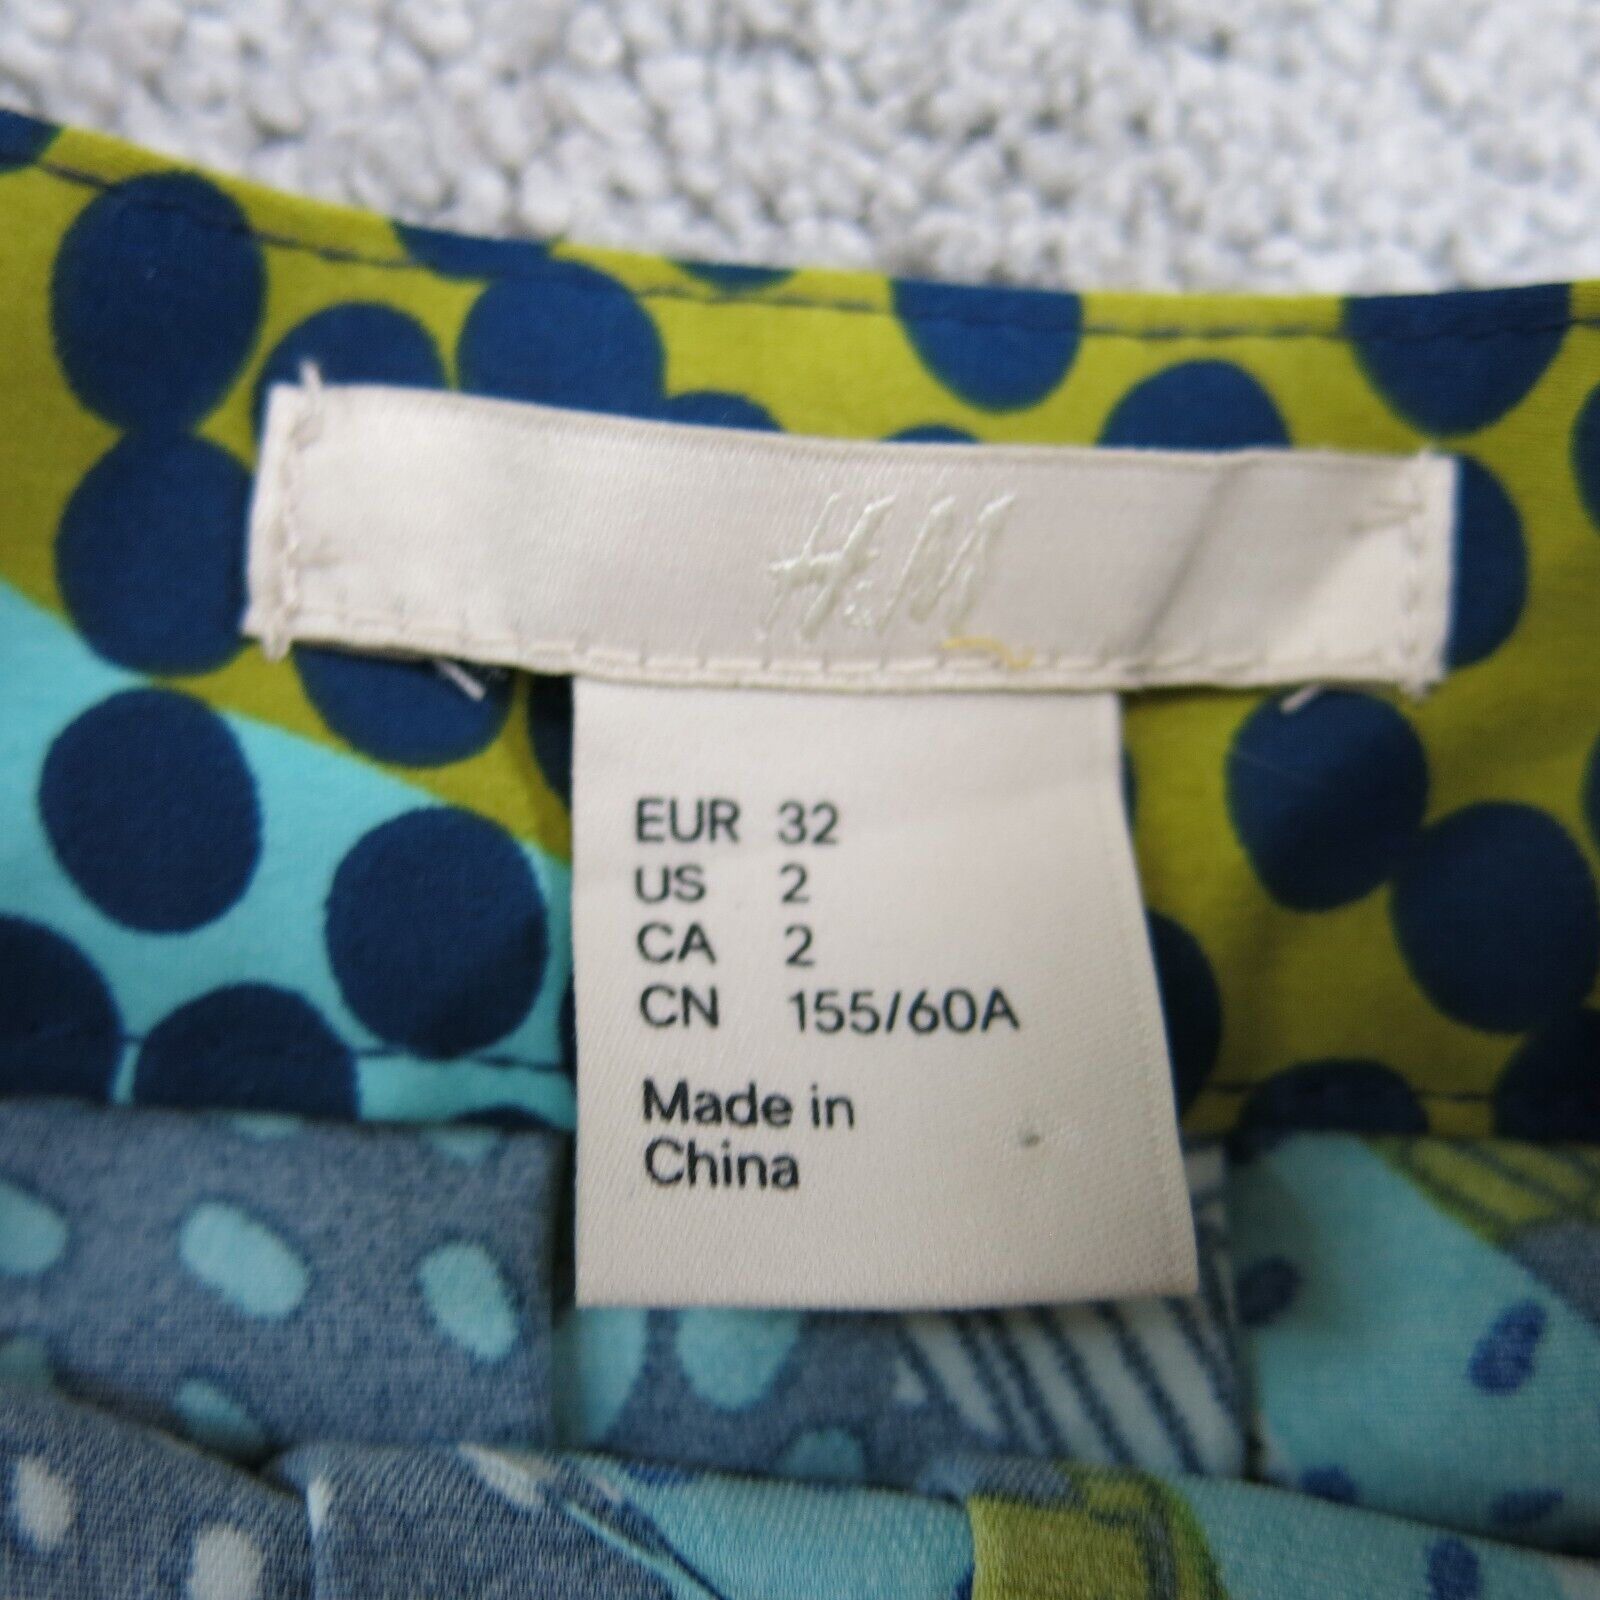 H&M
EUR 32
US 2
CA 2
CN 155/60A
Made in
China